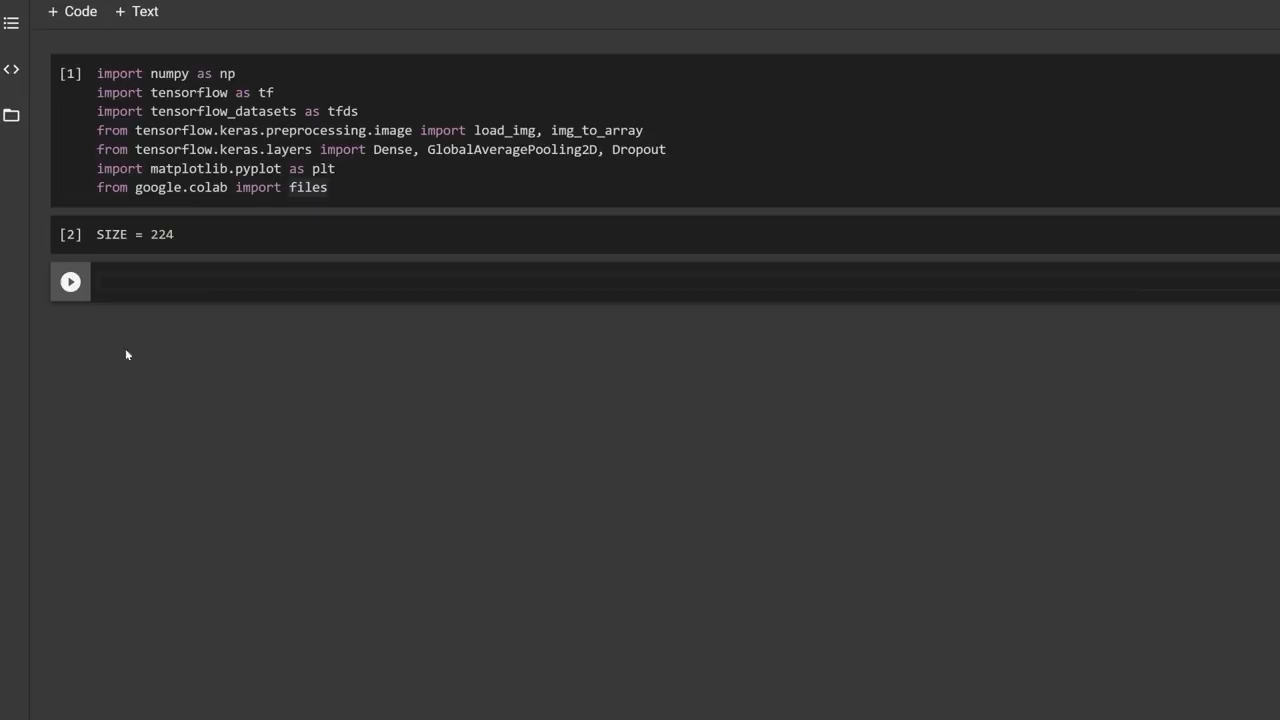 + Code + Text
[1] import numpy as np
import tensorflow as tf
import tensorflow_datasets as tfds
from tensorflow.keras.preprocessing.image import load_img, img_to_array
from tensorflow.keras.layers import Dense, GlobalAveragePooling2D, Dropout
import matplotlib.pyplot as plt
from google.colab import files
[2] SIZE = 224